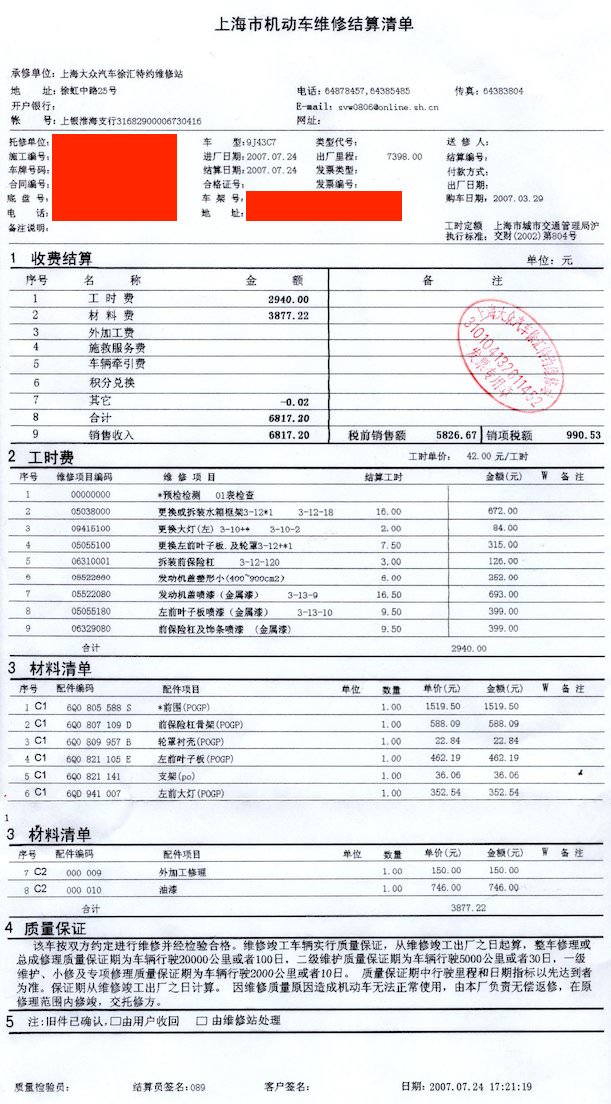 上海市机动车维修结算清单
承修单位: 上海大众汽车徐汇特约维修站
地 址: 徐虹中路25号 电话: 64878457,64385485 传真: 64383804
开户银行: E-mail: svw0806@online.sh.cn
帐 号: 上银淮海支行31682900006730416 网址:
托修单位: 车 型: 9J43C7 类型代号: 送 修 人:
施工编号: 进厂日期: 2007.07.24 出厂里程: 7398.00 结算编号:
车牌号码: 结算日期: 2007.07.24 发票类型: 付款方式:
合同编号: 合格证号: 发票编号: 出厂日期:
底 盘 号: 车 架 号: 购车日期: 2007.03.29
电 话: 地 址:
备注说明: 工时定额 上海市城市交通管理局沪
执行标准: 交财(2002)第804号
1 收费结算 单位: 元
序号 名 称 金 额 备 注
1 工 时 费 2940.00
2 材 料 费 3877.22
3 外加工费
4 施救服务费
5 车辆牵引费
6 积分兑换
7 其它 -0.02
8 合计 6817.20
9 销售收入 6817.20 税前销售额 5826.67 销项税额 990.53
310104132611452
发票专用章
2 工时费 工时单价: 42.00 元/工时
序号 维修项目编码 维 修 项 目 结算工时 金额(元) W 备 注
1 00000000 *预检检测 01表检查
2 05038000 更换或拆装水箱框架3-12*1 3-12-18 16.00 672.00
3 09415100 更换大灯(左) 3-10+* 3-10-2 2.00 84.00
4 05055100 更换左前叶子板.及轮罩3-12+*1 7.50 315.00
5 06310001 拆装前保险杠 3-12-120 3.00 126.00
6 05522660 发动机盖整形小(400~900cm2) 6.00 252.00
7 05522080 发动机盖喷漆（金属漆） 3-13-9 16.50 693.00
8 05055180 左前叶子板喷漆（金属漆） 3-13-10 9.50 399.00
9 06329080 前保险杠及饰条喷漆 （金属漆） 9.50 399.00
合计 2940.00
3 材料清单
序号 配件编码 配件项目 单位 数量 单价(元) 金额(元) W 备 注
1 C1 6Q0 805 588 S *前围(POGP) 1.00 1519.50 1519.50
2 C1 6Q0 807 109 D 前保险杠骨架(POGP) 1.00 588.09 588.09
3 C1 6Q0 809 957 B 轮罩衬壳(POGP) 1.00 22.84 22.84
4 C1 6Q0 821 105 E 左前叶子板(POGP) 1.00 462.19 462.19
5 C1 6Q0 821 141 支架(po) 1.00 36.06 36.06
6 C1 6QD 941 007 左前大灯(POGP) 1.00 352.54 352.54
1
3 材料清单
序号 配件编码 配件项目 单位 数量 单价(元) 金额(元) W 备 注
7 C2 000 009 外加工修理 1.00 150.00 150.00
8 C2 000 010 油漆 1.00 746.00 746.00
合计 3877.22
4 质量保证
该车按双方约定进行维修并经检验合格。维修竣工车辆实行质量保证，从维修竣工出厂之日起算，整车修理或
总成修理质量保证期为车辆行驶20000公里或者100日，二级维护质量保证期为车辆行驶5000公里或者30日，一级
维护、小修及专项修理质量保证期为车辆行驶2000公里或者10日。 质量保证期中行驶里程和日期指标以先达到者
为准。保证期从维修竣工出厂之日计算。 因维修质量原因造成机动车无法正常使用，由本厂负责无偿返修，在原
修理范围内修竣，交托修方。
5 注:旧件已确认,□由用户收回 □ 由维修站处理
质量检验员: 结算员签名: 089 客户签名: 日期: 2007.07.24 17:21:19